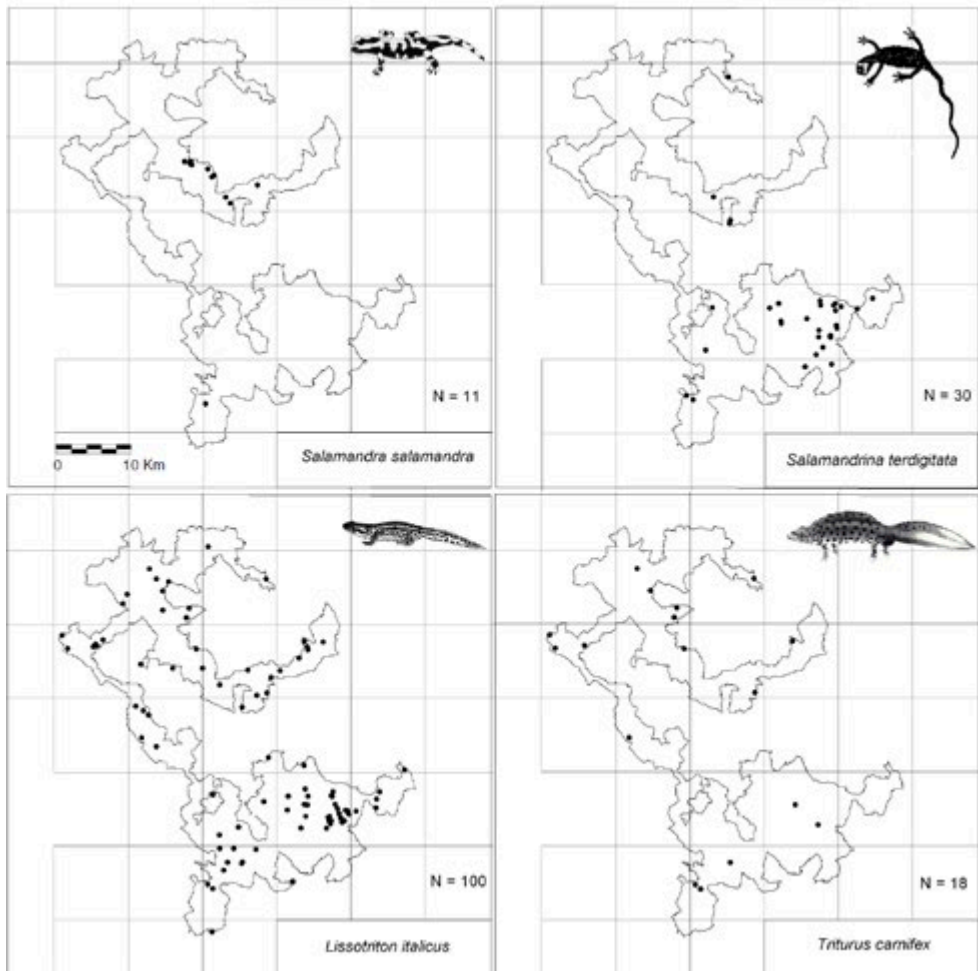 N = 11
0 10 Km
Salamandra salamandra
N = 30
Salamandrina terdigitata
N = 100
Lissotriton italicus
N = 18
Triturus carnifex